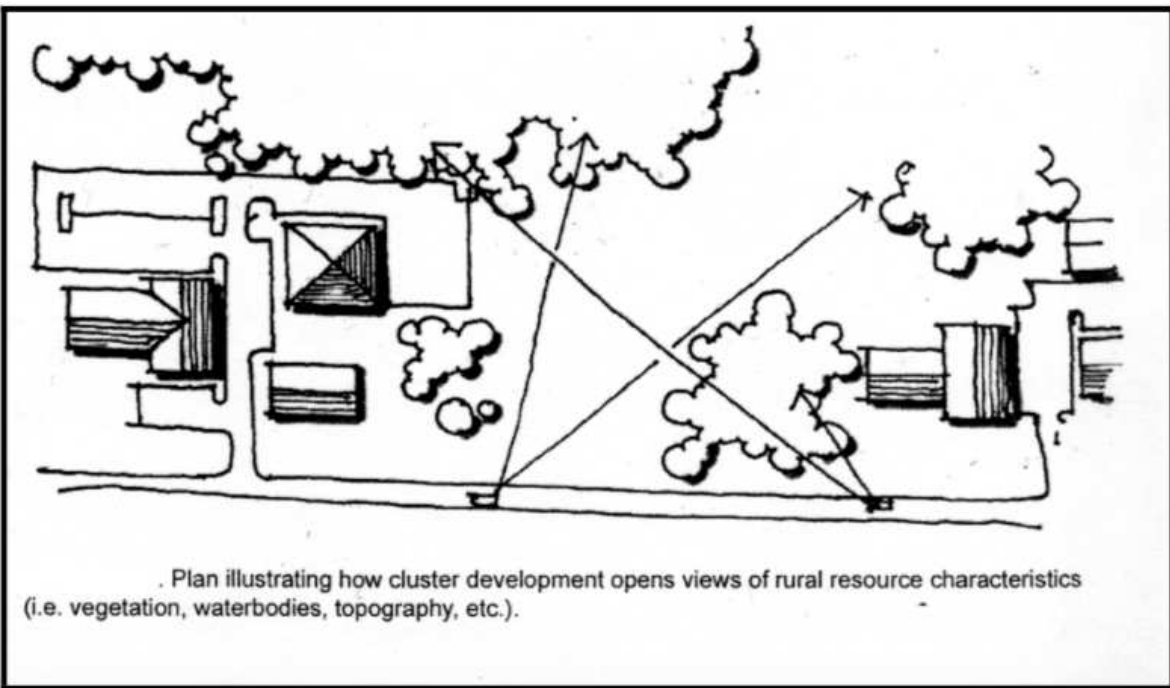 . Plan illustrating how cluster development opens views of rural resource characteristics
(i.e. vegetation, waterbodies, topography, etc.).